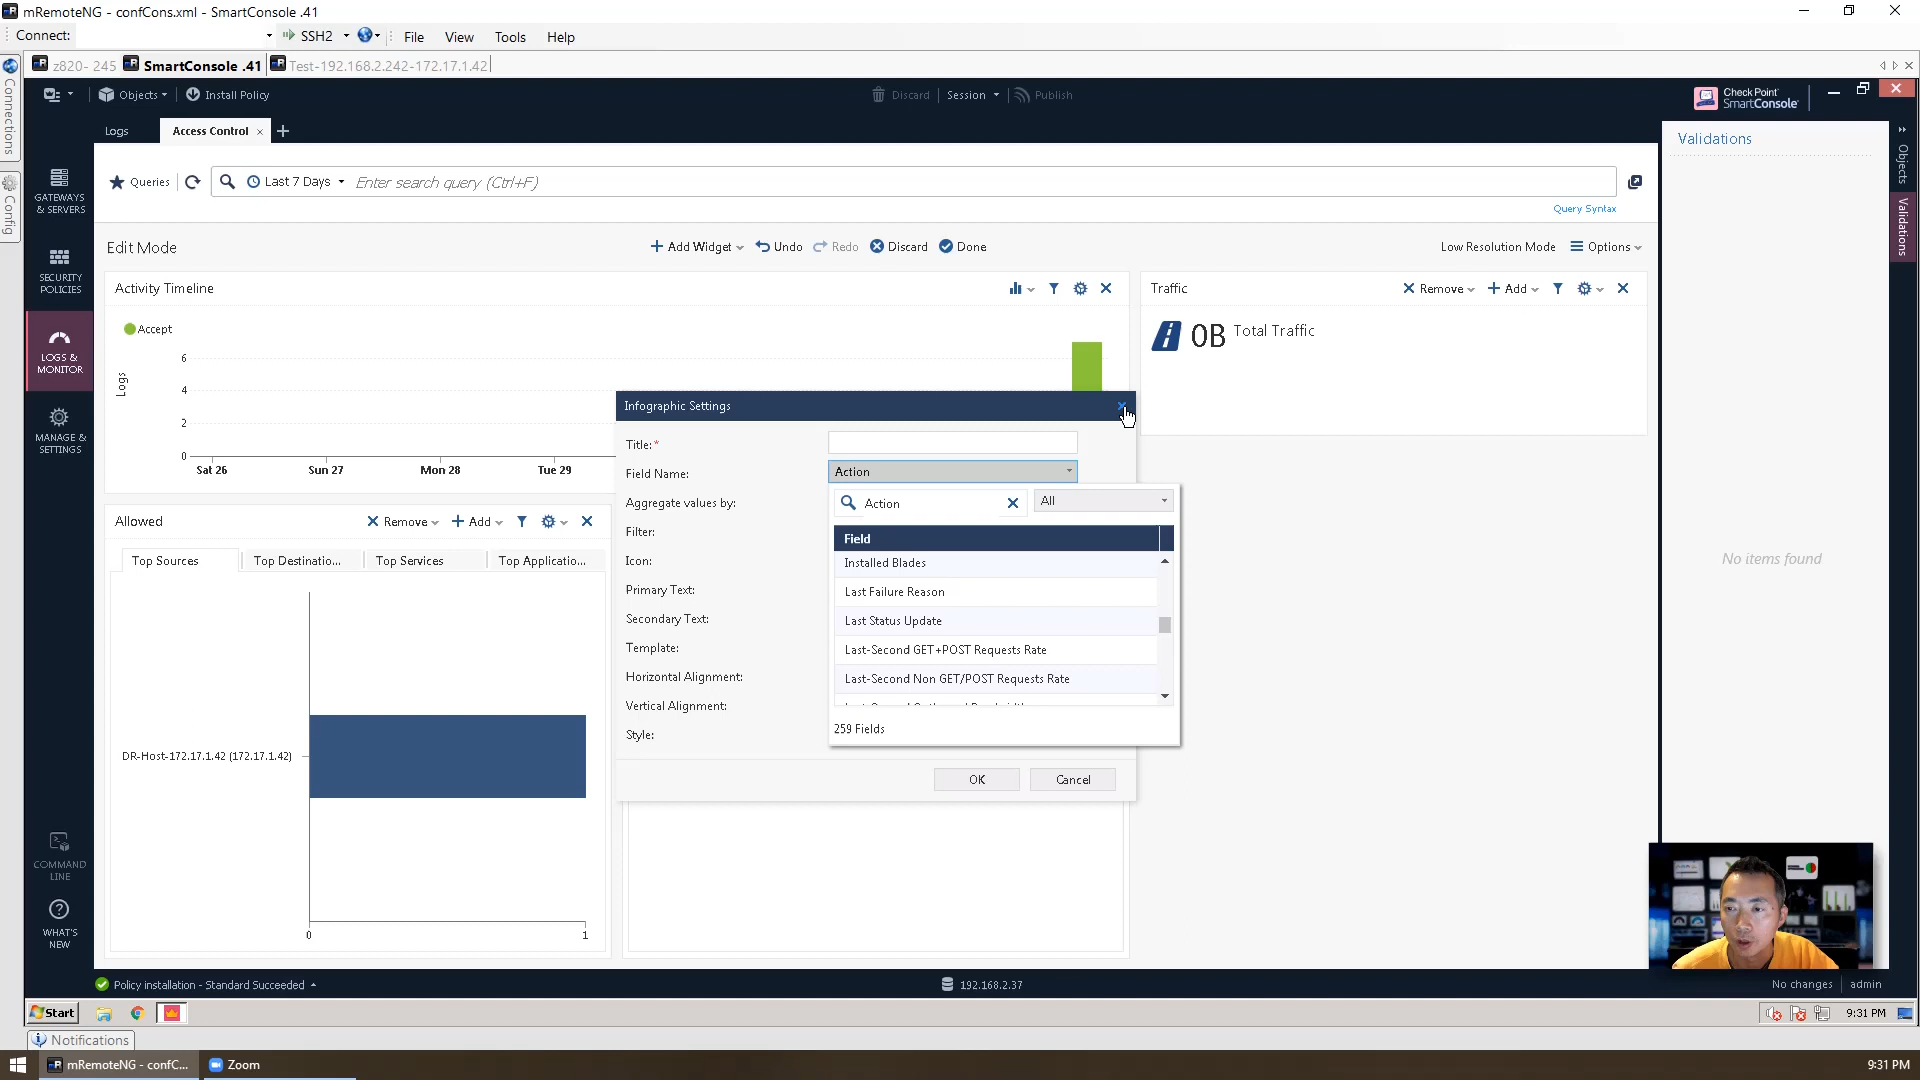 mRemoteNG - confCons.xml - SmartConsole .41
Connect:
SSH2
File
View
Tools
Help
z820- 245
SmartConsole .41
Test-192.168.2.242-172.17.1.42
Connections
Config
Objects
Install Policy
Discard
Session
Publish
Check Point
SmartConsole
Logs
Access Control
Validations
Objects
Validations
GATEWAYS
& SERVERS
SECURITY
POLICIES
LOGS &
MONITOR
MANAGE &
SETTINGS
COMMAND
LINE
WHAT'S
NEW
Queries
Last 7 Days
Enter search query (Ctrl+F)
Query Syntax
Edit Mode
Add Widget
Undo
Redo
Discard
Done
Low Resolution Mode
Options
Activity Timeline
Accept
Logs
6
4
2
0
Sat 26
Sun 27
Mon 28
Tue 29
Traffic
Remove
Add
0B Total Traffic
Allowed
Remove
Add
Top Sources
Top Destinatio...
Top Services
Top Applicatio...
DR-Host-172.17.1.42 (172.17.1.42)
0
1
Infographic Settings
Title:*
Field Name:
Action
Aggregate values by:
Filter:
Icon:
Primary Text:
Secondary Text:
Template:
Horizontal Alignment:
Vertical Alignment:
Style:
Action
All
Field
Installed Blades
Last Failure Reason
Last Status Update
Last-Second GET+POST Requests Rate
Last-Second Non GET/POST Requests Rate
259 Fields
OK
Cancel
No items found
Policy installation - Standard Succeeded
192.168.2.37
No changes
admin
Start
9:31 PM
Notifications
mRemoteNG - confC...
Zoom
9:31 PM